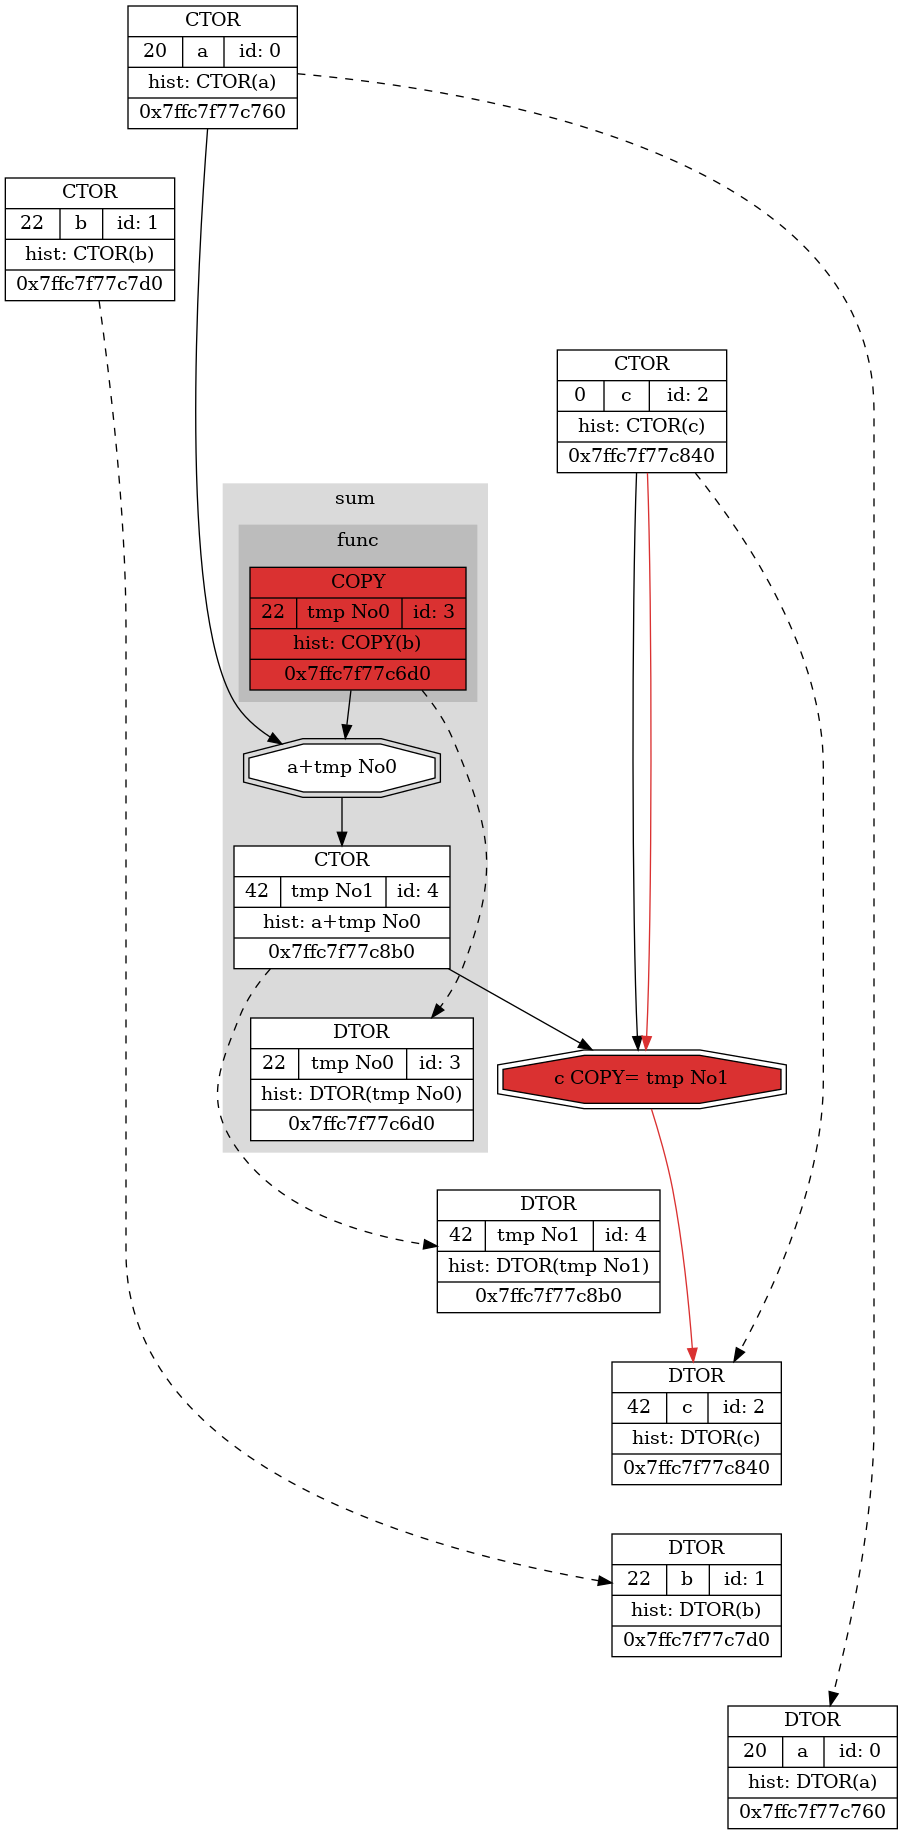 CTOR
20 a id: 0
hist: CTOR(a)
0x7ffc7f77c760
CTOR
22 b id: 1
hist: CTOR(b)
0x7ffc7f77c7d0
CTOR
0 c id: 2
hist: CTOR(c)
0x7ffc7f77c840
sum
func
COPY
22 tmp No0 id: 3
hist: COPY(b)
0x7ffc7f77c6d0
a+tmp No0
CTOR
42 tmp No1 id: 4
hist: a+tmp No0
0x7ffc7f77c8b0
DTOR
22 tmp No0 id: 3
hist: DTOR(tmp No0)
0x7ffc7f77c6d0
c COPY= tmp No1
DTOR
42 tmp No1 id: 4
hist: DTOR(tmp No1)
0x7ffc7f77c8b0
DTOR
42 c id: 2
hist: DTOR(c)
0x7ffc7f77c840
DTOR
22 b id: 1
hist: DTOR(b)
0x7ffc7f77c7d0
DTOR
20 a id: 0
hist: DTOR(a)
0x7ffc7f77c760